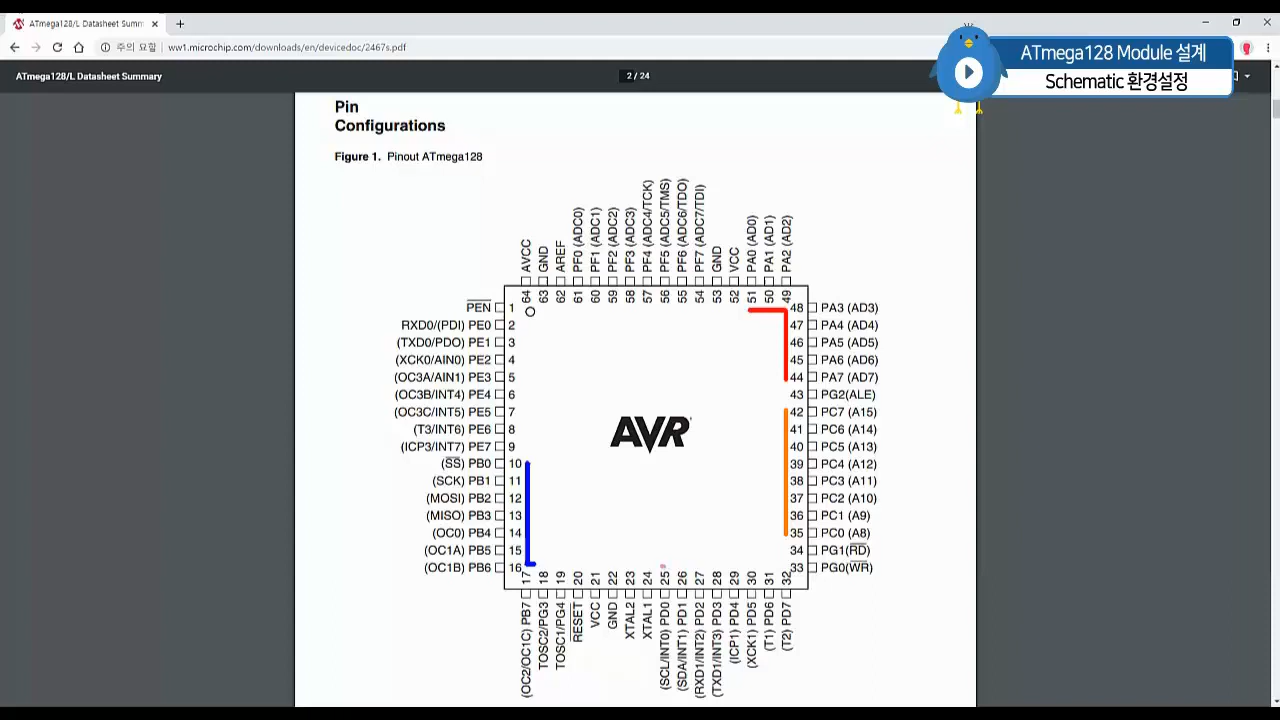 ATmega128/L Datasheet Summ
주의 요함
ww1.microchip.com/downloads/en/devicedoc/2467s.pdf
ATmega128 Module 설계
Schematic 환경설정
ATmega128/L Datasheet Summary
2 / 24
Pin
Configurations
Figure 1. Pinout ATmega128
AVCC
GND
AREF
PF0 (ADC0)
PF1 (ADC1)
PF2 (ADC2)
PF3 (ADC3)
PF4 (ADC4/TCK)
PF5 (ADC5/TMS)
PF6 (ADC6/TDO)
PF7 (ADC7/TDI)
GND
VCC
PA0 (AD0)
PA1 (AD1)
PA2 (AD2)
64 63 62 61 60 59 58 57 56 55 54 53 52 51 50 49
PEN 1 48 PA3 (AD3)
RXD0/(PDI) PE0 2 47 PA4 (AD4)
(TXD0/PDO) PE1 3 46 PA5 (AD5)
(XCK0/AIN0) PE2 4 45 PA6 (AD6)
(OC3A/AIN1) PE3 5 44 PA7 (AD7)
(OC3B/INT4) PE4 6 43 PG2(ALE)
(OC3C/INT5) PE5 7 42 PC7 (A15)
(T3/INT6) PE6 8 41 PC6 (A14)
(ICP3/INT7) PE7 9 40 PC5 (A13)
(SS) PB0 10 39 PC4 (A12)
(SCK) PB1 11 38 PC3 (A11)
(MOSI) PB2 12 37 PC2 (A10)
(MISO) PB3 13 36 PC1 (A9)
(OC0) PB4 14 35 PC0 (A8)
(OC1A) PB5 15 34 PG1(RD)
(OC1B) PB6 16 33 PG0(WR)
AVR
17 18 19 20 21 22 23 24 25 26 27 28 29 30 31 32
(OC2/OC1C) PB7
TOSC2/PG3
TOSC1/PG4
RESET
VCC
GND
XTAL2
XTAL1
(SCL/INT0) PD0
(SDA/INT1) PD1
(RXD1/INT2) PD2
(TXD1/INT3) PD3
(ICP1) PD4
(XCK1) PD5
(T1) PD6
(T2) PD7